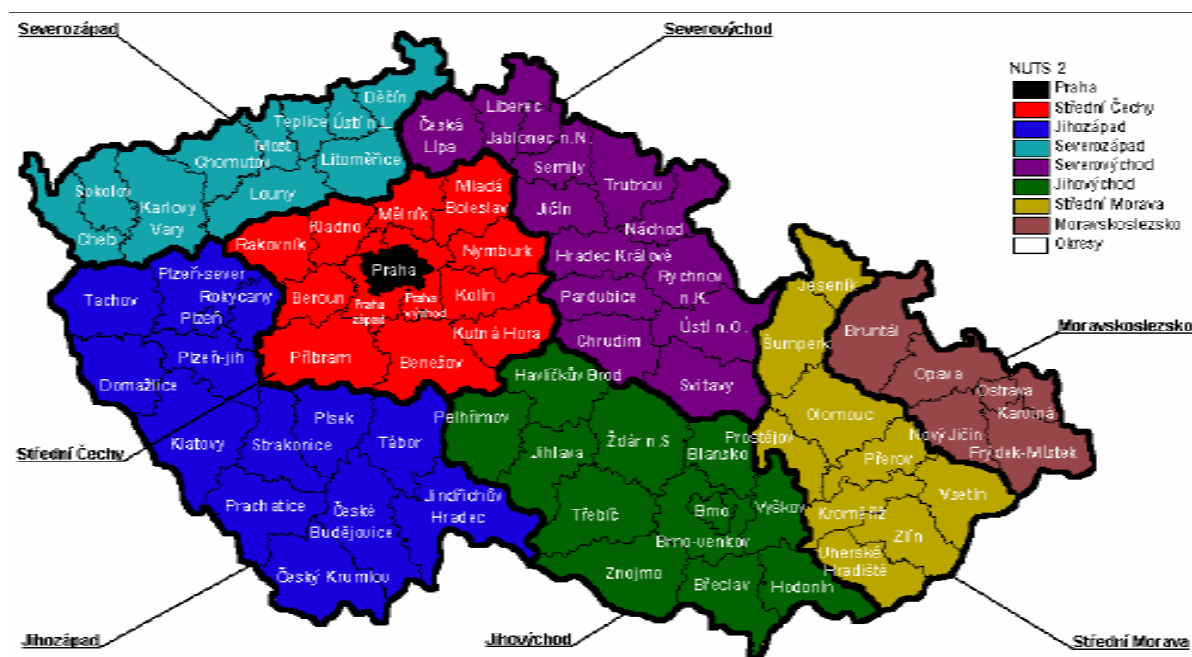 Severozápad
Severovýchod
NUTS 2
Praha
Střední Čechy
Jihozápad
Severozápad
Severovýchod
Jihovýchod
Střední Morava
Moravskoslezsko
Okresy
Děčín
Teplice
Ústí n.L.
Most
Chomutov
Litoměřice
Louny
Sokolov
Karlovy
Vary
Cheb
Liberec
Česká
Lípa
Jablonec n.N.
Semily
Trutnov
Jičín
Náchod
Hradec Králové
Rychnov
n.K.
Pardubice
Ústí n.O.
Chrudim
Svitavy
Mladá
Boleslav
Mělník
Kladno
Rakovník
Nymburk
Praha
Beroun
Praha
západ
Praha
východ
Kolín
Kutná Hora
Příbram
Benešov
Plzeň-sever
Tachov
Rokycany
Plzeň
Plzeň-jih
Domažlice
Klatovy
Písek
Strakonice
Tábor
Prachatice
České
Budějovice
Jindřichův
Hradec
Český Krumlov
Havlíčkův Brod
Pelhřimov
Jihlava
Žďár n.S
Blansko
Třebíč
Brno
Vyškov
Brno-venkov
Znojmo
Břeclav
Hodonín
Jeseník
Šumperk
Olomouc
Prostějov
Přerov
Kroměříž
Vsetín
Zlín
Uherské
Hradiště
Bruntál
Opava
Ostrava
Karviná
Nový Jičín
Frýdek-Místek
Moravskoslezsko
Střední Čechy
Jihozápad
Jihovýchod
Střední Morava